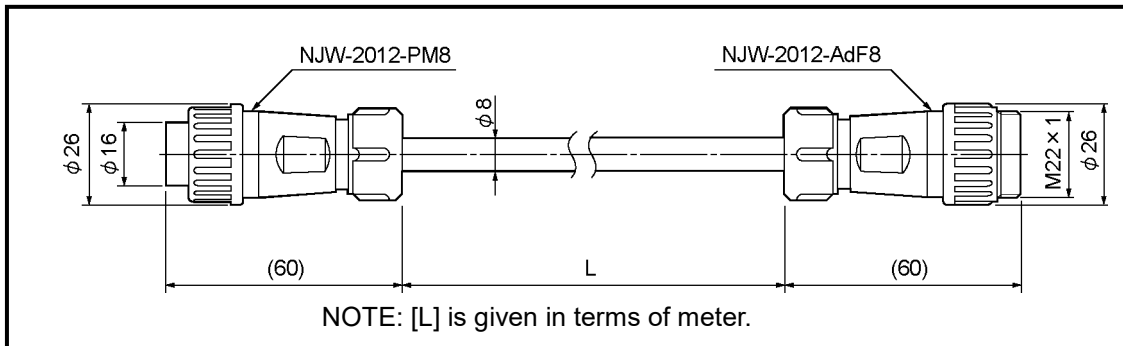 NJW-2012-PM8
NJW-2012-AdF8
φ26
φ16
φ8
M22×1
φ26
(60)
L
(60)
NOTE: [L] is given in terms of meter.